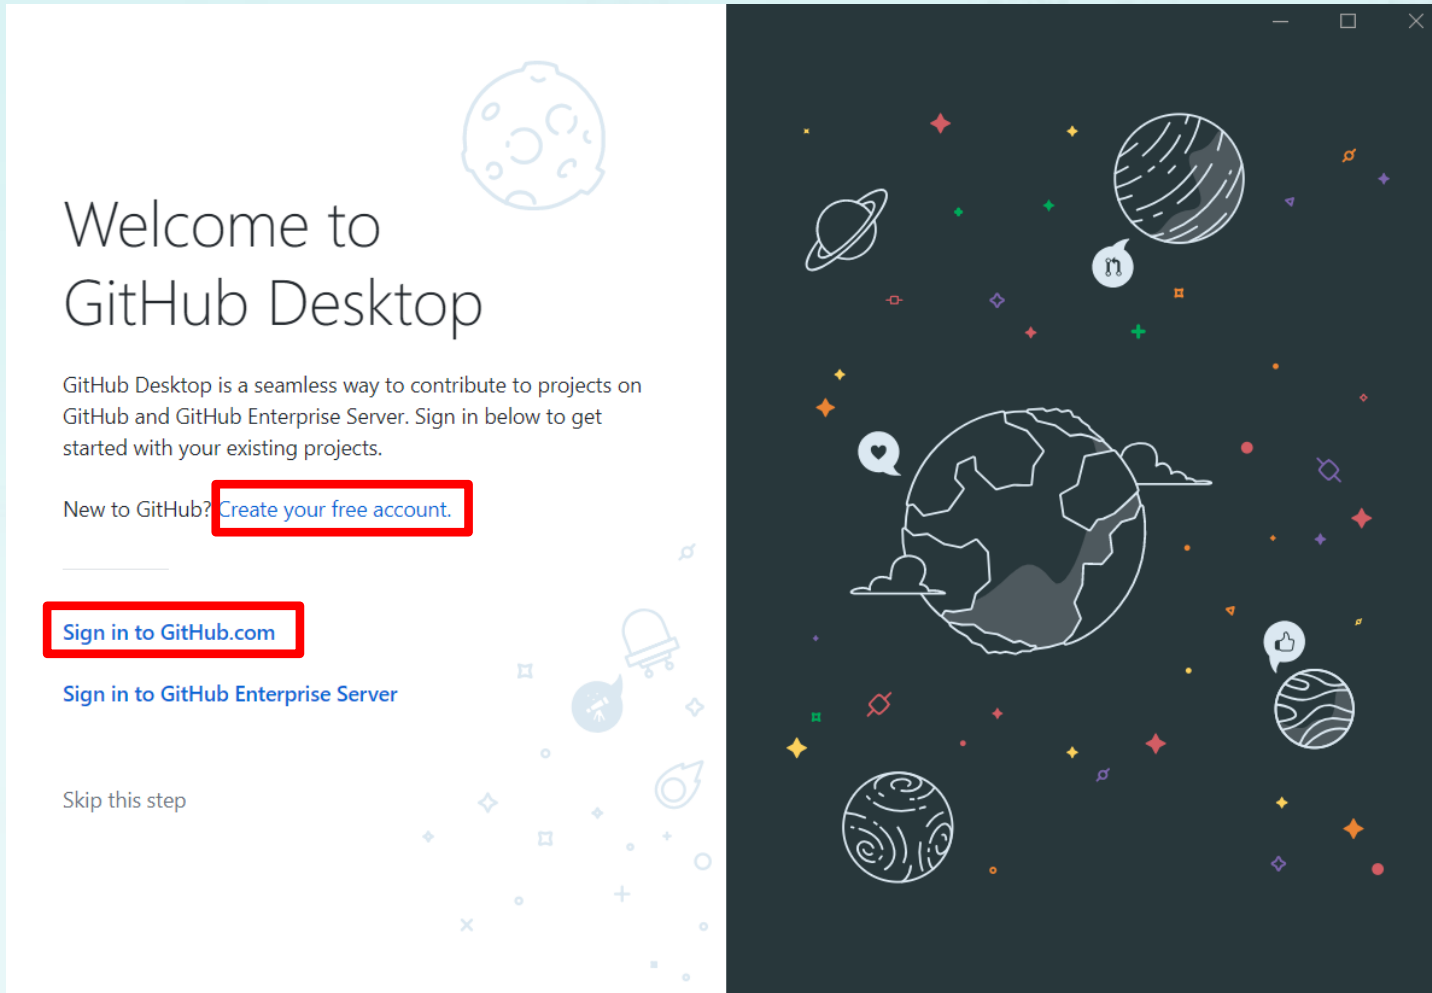 Welcome to
GitHub Desktop
GitHub Desktop is a seamless way to contribute to projects on
GitHub and GitHub Enterprise Server. Sign in below to get
started with your existing projects.
New to GitHub? Create your free account.
Sign in to GitHub.com
Sign in to GitHub Enterprise Server
Skip this step